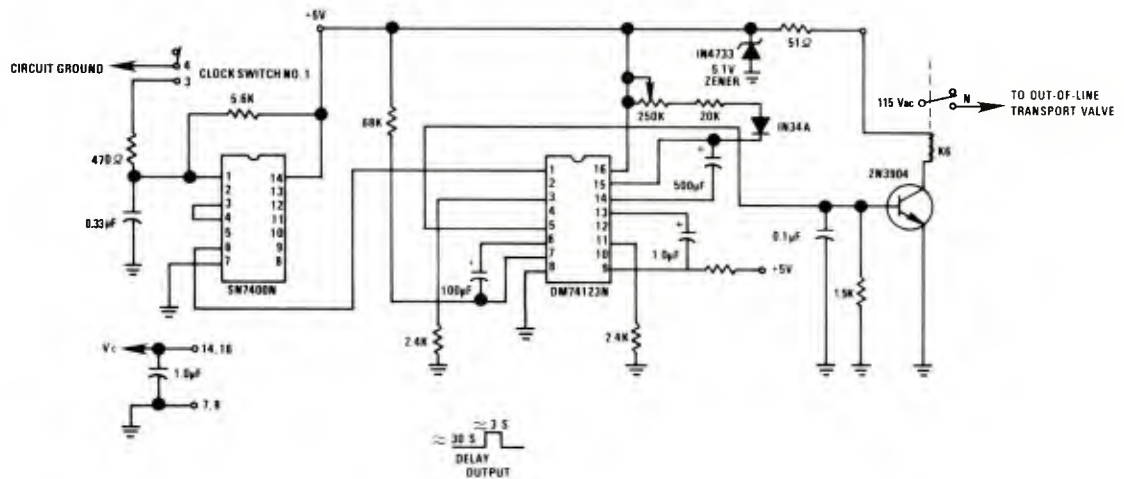 +5V
CIRCUIT GROUND
4
3
CLOCK SWITCH NO. 1
5.6K
470Ω
0.33µF
1
2
3
4
5
6
7
14
13
12
11
10
9
8
SN7400N
68K
250K
20K
IN34A
IN4733
5.1V
ZENER
51Ω
115 Vac
N
TO OUT-OF-LINE
TRANSPORT VALVE
K6
2N3904
1
2
3
4
5
6
7
8
16
15
14
13
12
11
10
9
DM74123N
500µF
1.0µF
+5V
100µF
2.4K
2.4K
0.1µF
1.5K
Vc
14, 16
1.0µF
7, 8
≈ 3 S
≈ 30 S
DELAY
OUTPUT